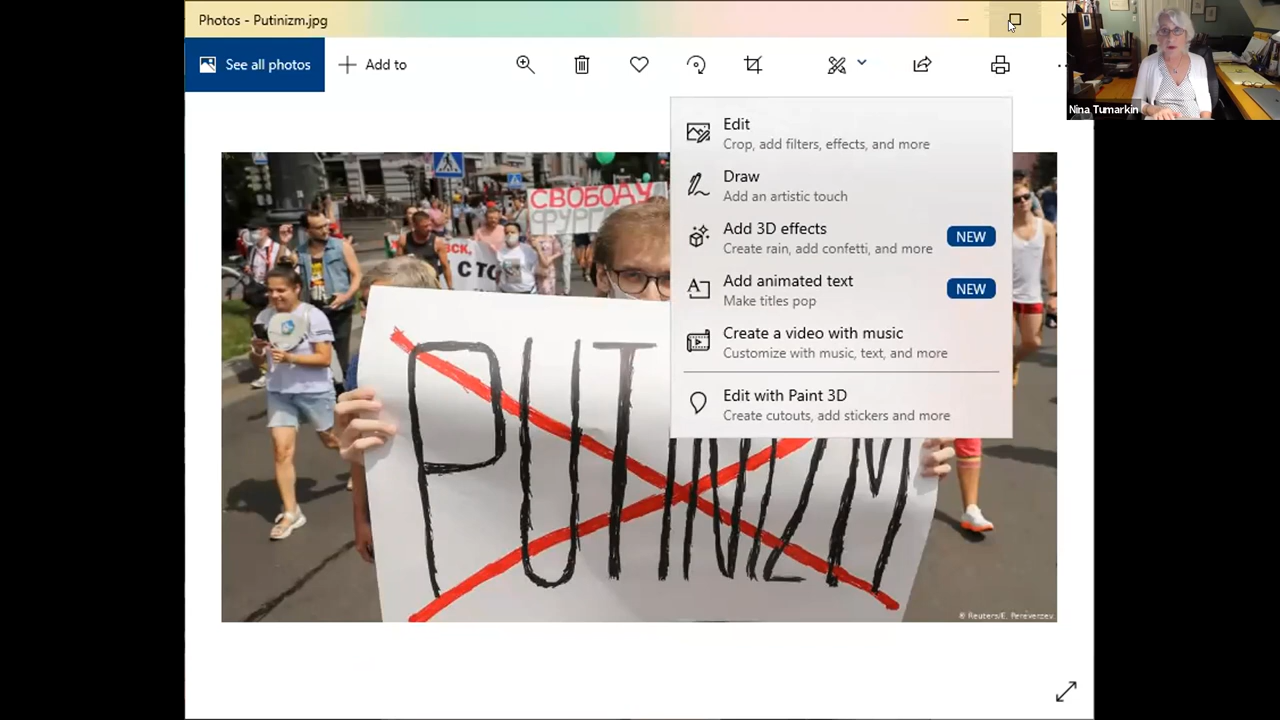 Photos - Putinizm.jpg
See all photos
Add to
Nina Tumarkin
Edit
Crop, add filters, effects, and more
Draw
Add an artistic touch
Add 3D effects
Create rain, add confetti, and more
NEW
Add animated text
Make titles pop
NEW
Create a video with music
Customize with music, text, and more
Edit with Paint 3D
Create cutouts, add stickers and more
СВОБОДУ
ФУРГ
СК,
СТО
PUTINIZM
© Reuters/E. Pereverzev